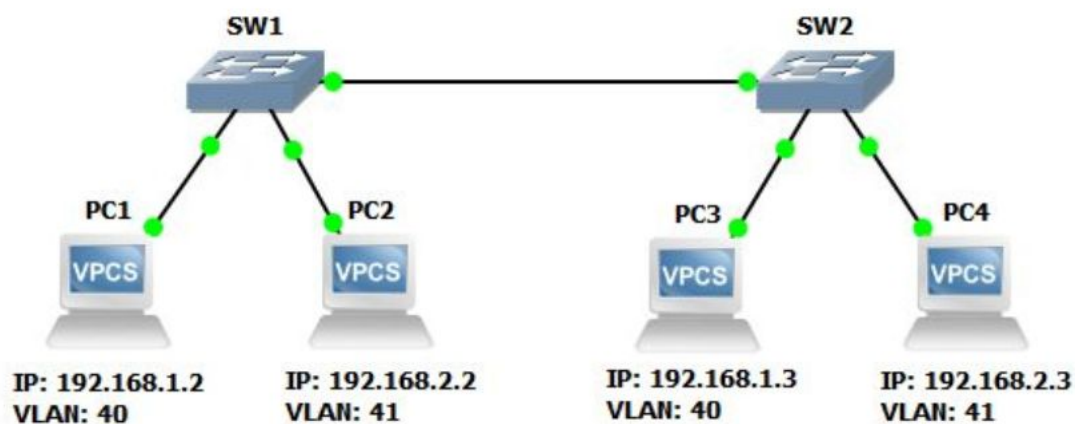 SW1
SW2
PC1
PC2
PC3
PC4
VPCS
VPCS
VPCS
VPCS
IP: 192.168.1.2
VLAN: 40
IP: 192.168.2.2
VLAN: 41
IP: 192.168.1.3
VLAN: 40
IP: 192.168.2.3
VLAN: 41